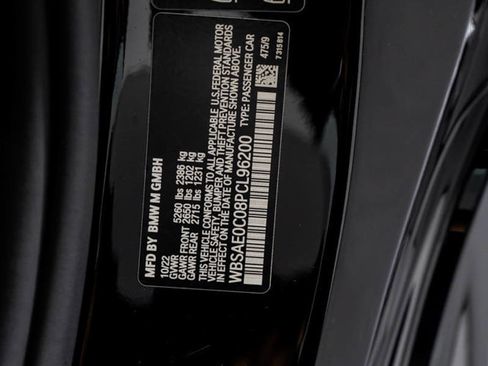 MFD BY BMW M GMBH
10/22
GVWR 5260 lbs 2386 kg
GAWR FRONT 2650 lbs 1202 kg
GAWR REAR 2715 lbs 1231 kg
THIS VEHICLE CONFORMS TO ALL APPLICABLE U.S. FEDERAL MOTOR
VEHICLE SAFETY, BUMPER AND THEFT PREVENTION STANDARDS
IN EFFECT ON THE DATE OF MANUFACTURE SHOWN ABOVE.
WBSAE0C08PCL96200 TYPE: PASSENGER CAR
475/9
7315814